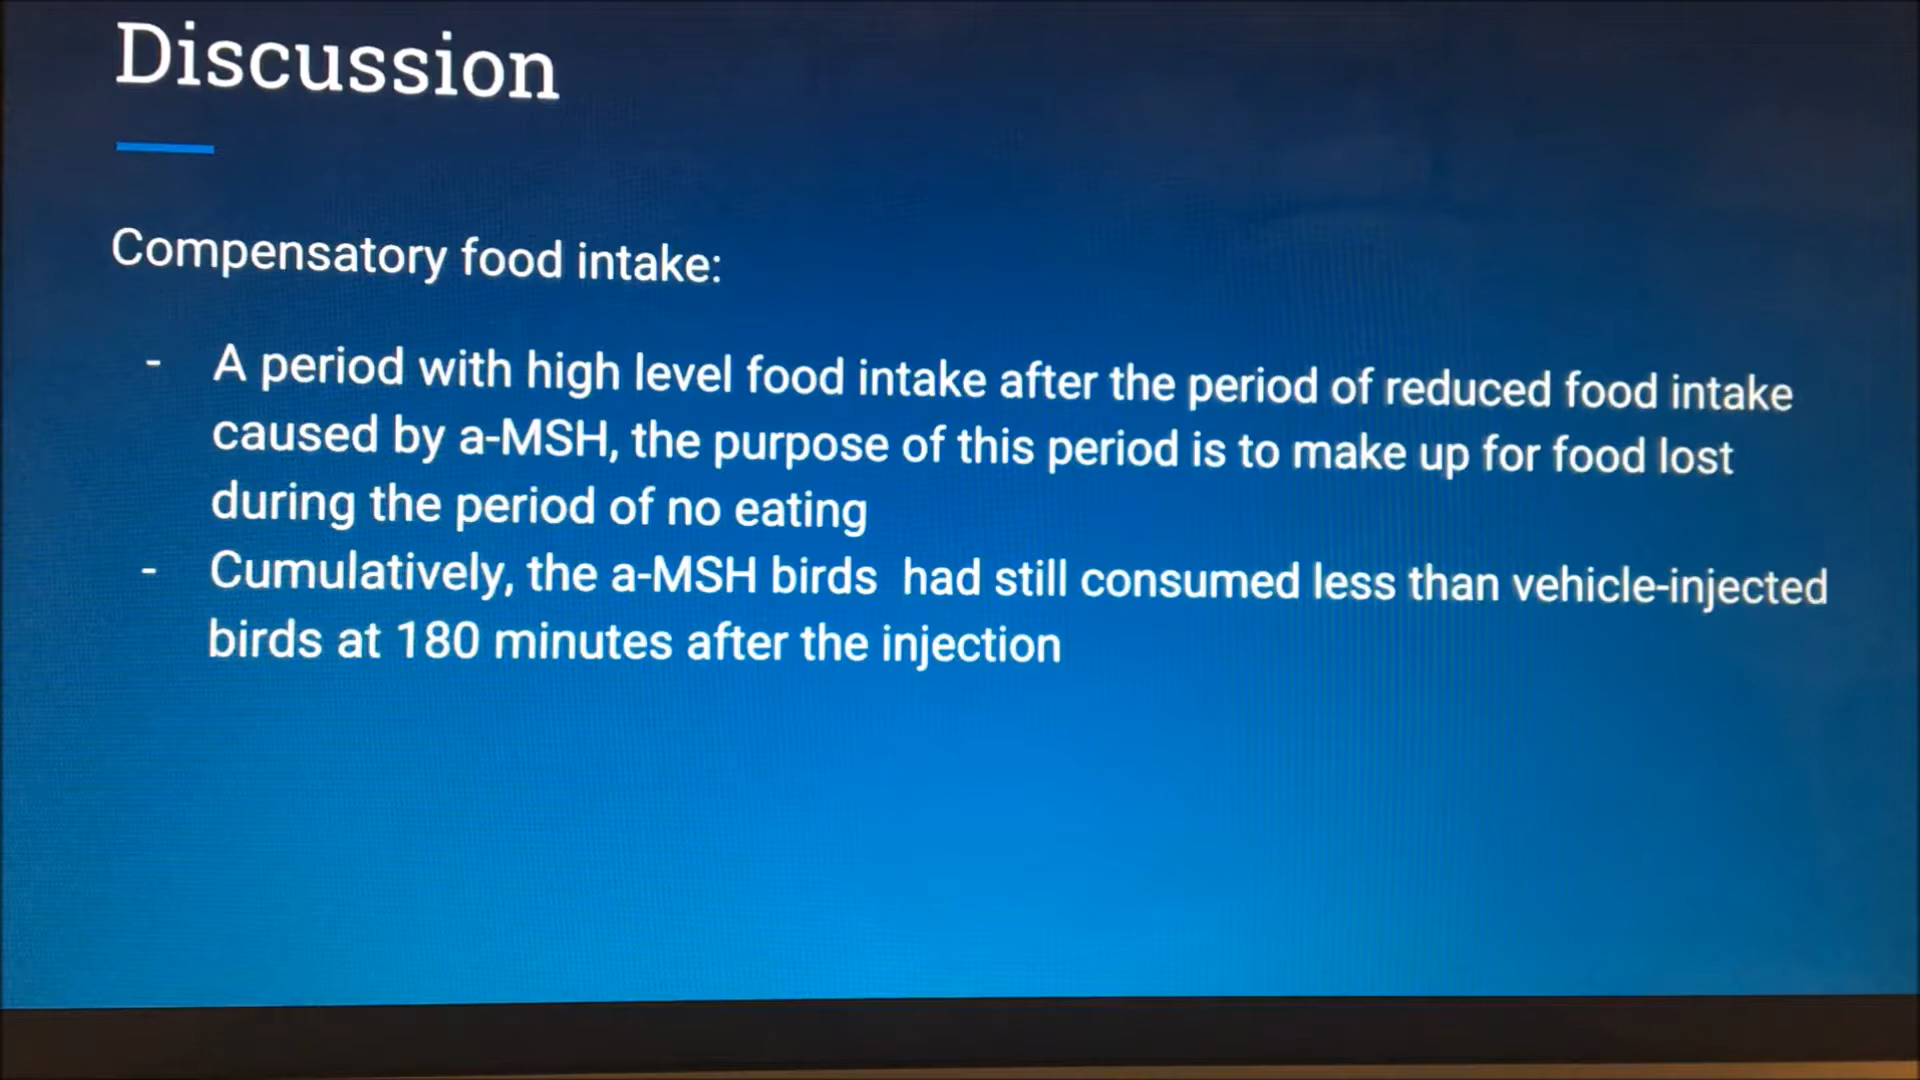 Discussion
Compensatory food intake:
- A period with high level food intake after the period of reduced food intake
caused by a-MSH, the purpose of this period is to make up for food lost
during the period of no eating
- Cumulatively, the a-MSH birds had still consumed less than vehicle-injected
birds at 180 minutes after the injection